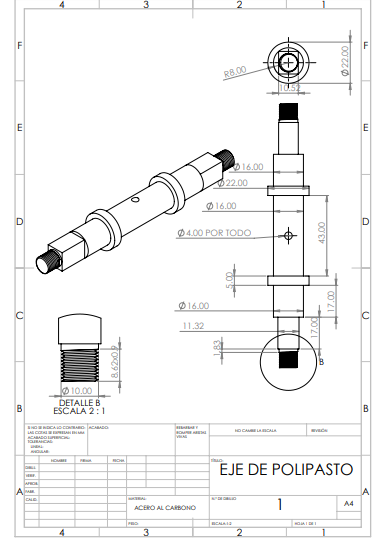 4 3 2 1
F F
E E
D D
C C
B B
A A
R8.00
Ø22.00
10.52
Ø16.00
Ø22.00
Ø16.00
Ø4.00 POR TODO
43.00
5.00
Ø16.00
17.00
11.32
17.00
1.83
B
8.62x0.9
Ø10.00
DETALLE B
ESCALA 2 : 1
SI NO SE INDICA LO CONTRARIO:
LAS COTAS SE EXPRESAN EN MM
ACABADO SUPERFICIAL:
TOLERANCIAS:
LINEAL:
ANGULAR:
ACABADO:
REBARBAR Y
ROMPER ARISTAS
VIVAS
NO CAMBIE LA ESCALA
REVISIÓN
NOMBRE FIRMA FECHA
TÍTULO:
EJE DE POLIPASTO
DIBUJ.
VERIF.
APROB.
FABR.
CALID.
MATERIAL:
ACERO AL CARBONO
N.º DE DIBUJO
1
A4
PESO:
ESCALA:1:2
HOJA 1 DE 1
4 3 2 1